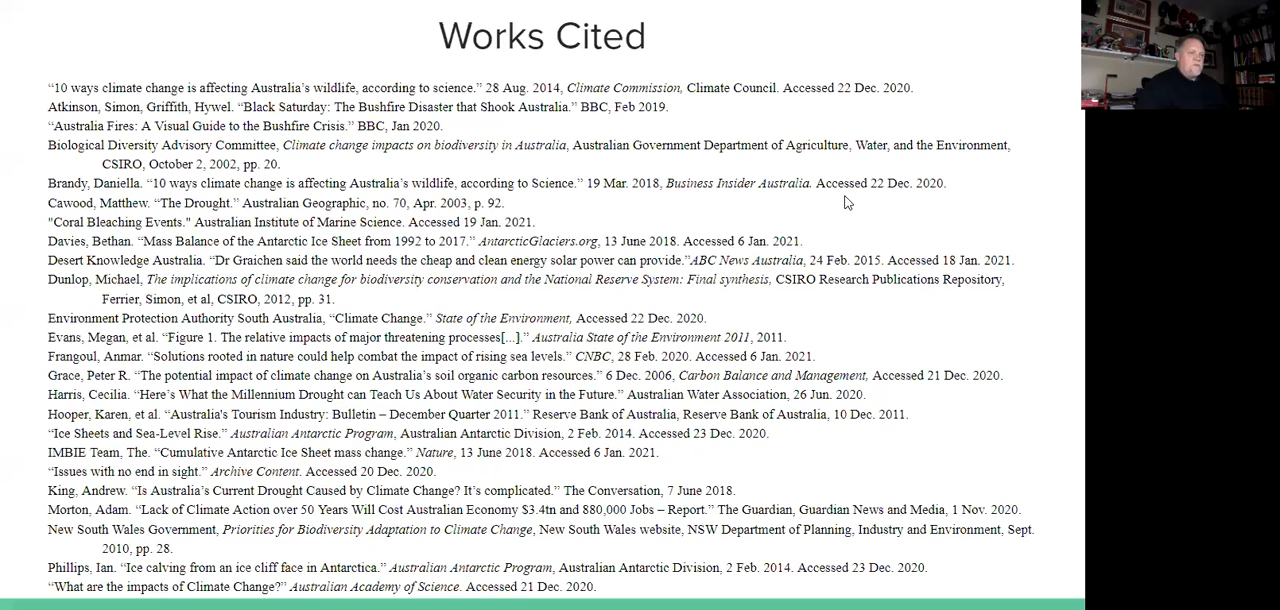 Works Cited
“10 ways climate change is affecting Australia’s wildlife, according to science.” 28 Aug. 2014, Climate Commission, Climate Council. Accessed 22 Dec. 2020.
Atkinson, Simon, Griffith, Hywel. “Black Saturday: The Bushfire Disaster that Shook Australia.” BBC, Feb 2019.
“Australia Fires: A Visual Guide to the Bushfire Crisis.” BBC, Jan 2020.
Biological Diversity Advisory Committee, Climate change impacts on biodiversity in Australia, Australian Government Department of Agriculture, Water, and the Environment,
CSIRO, October 2, 2002, pp. 20.
Brandy, Daniella. “10 ways climate change is affecting Australia’s wildlife, according to Science.” 19 Mar. 2018, Business Insider Australia. Accessed 22 Dec. 2020.
Cawood, Matthew. “The Drought.” Australian Geographic, no. 70, Apr. 2003, p. 92.
"Coral Bleaching Events." Australian Institute of Marine Science. Accessed 19 Jan. 2021.
Davies, Bethan. “Mass Balance of the Antarctic Ice Sheet from 1992 to 2017.” AntarcticGlaciers.org, 13 June 2018. Accessed 6 Jan. 2021.
Desert Knowledge Australia. “Dr Graichen said the world needs the cheap and clean energy solar power can provide.”ABC News Australia, 24 Feb. 2015. Accessed 18 Jan. 2021.
Dunlop, Michael, The implications of climate change for biodiversity conservation and the National Reserve System: Final synthesis, CSIRO Research Publications Repository,
Ferrier, Simon, et al, CSIRO, 2012, pp. 31.
Environment Protection Authority South Australia, “Climate Change.” State of the Environment, Accessed 22 Dec. 2020.
Evans, Megan, et al. “Figure 1. The relative impacts of major threatening processes[...].” Australia State of the Environment 2011, 2011.
Frangoul, Anmar. “Solutions rooted in nature could help combat the impact of rising sea levels.” CNBC, 28 Feb. 2020. Accessed 6 Jan. 2021.
Grace, Peter R. “The potential impact of climate change on Australia’s soil organic carbon resources.” 6 Dec. 2006, Carbon Balance and Management, Accessed 21 Dec. 2020.
Harris, Cecilia. “Here’s What the Millennium Drought can Teach Us About Water Security in the Future.” Australian Water Association, 26 Jun. 2020.
Hooper, Karen, et al. “Australia's Tourism Industry: Bulletin – December Quarter 2011.” Reserve Bank of Australia, Reserve Bank of Australia, 10 Dec. 2011.
“Ice Sheets and Sea-Level Rise.” Australian Antarctic Program, Australian Antarctic Division, 2 Feb. 2014. Accessed 23 Dec. 2020.
IMBIE Team, The. “Cumulative Antarctic Ice Sheet mass change.” Nature, 13 June 2018. Accessed 6 Jan. 2021.
“Issues with no end in sight.” Archive Content. Accessed 20 Dec. 2020.
King, Andrew. “Is Australia’s Current Drought Caused by Climate Change? It’s complicated.” The Conversation, 7 June 2018.
Morton, Adam. “Lack of Climate Action over 50 Years Will Cost Australian Economy $3.4tn and 880,000 Jobs – Report.” The Guardian, Guardian News and Media, 1 Nov. 2020.
New South Wales Government, Priorities for Biodiversity Adaptation to Climate Change, New South Wales website, NSW Department of Planning, Industry and Environment, Sept.
2010, pp. 28.
Phillips, Ian. “Ice calving from an ice cliff face in Antarctica.” Australian Antarctic Program, Australian Antarctic Division, 2 Feb. 2014. Accessed 23 Dec. 2020.
“What are the impacts of Climate Change?” Australian Academy of Science. Accessed 21 Dec. 2020.